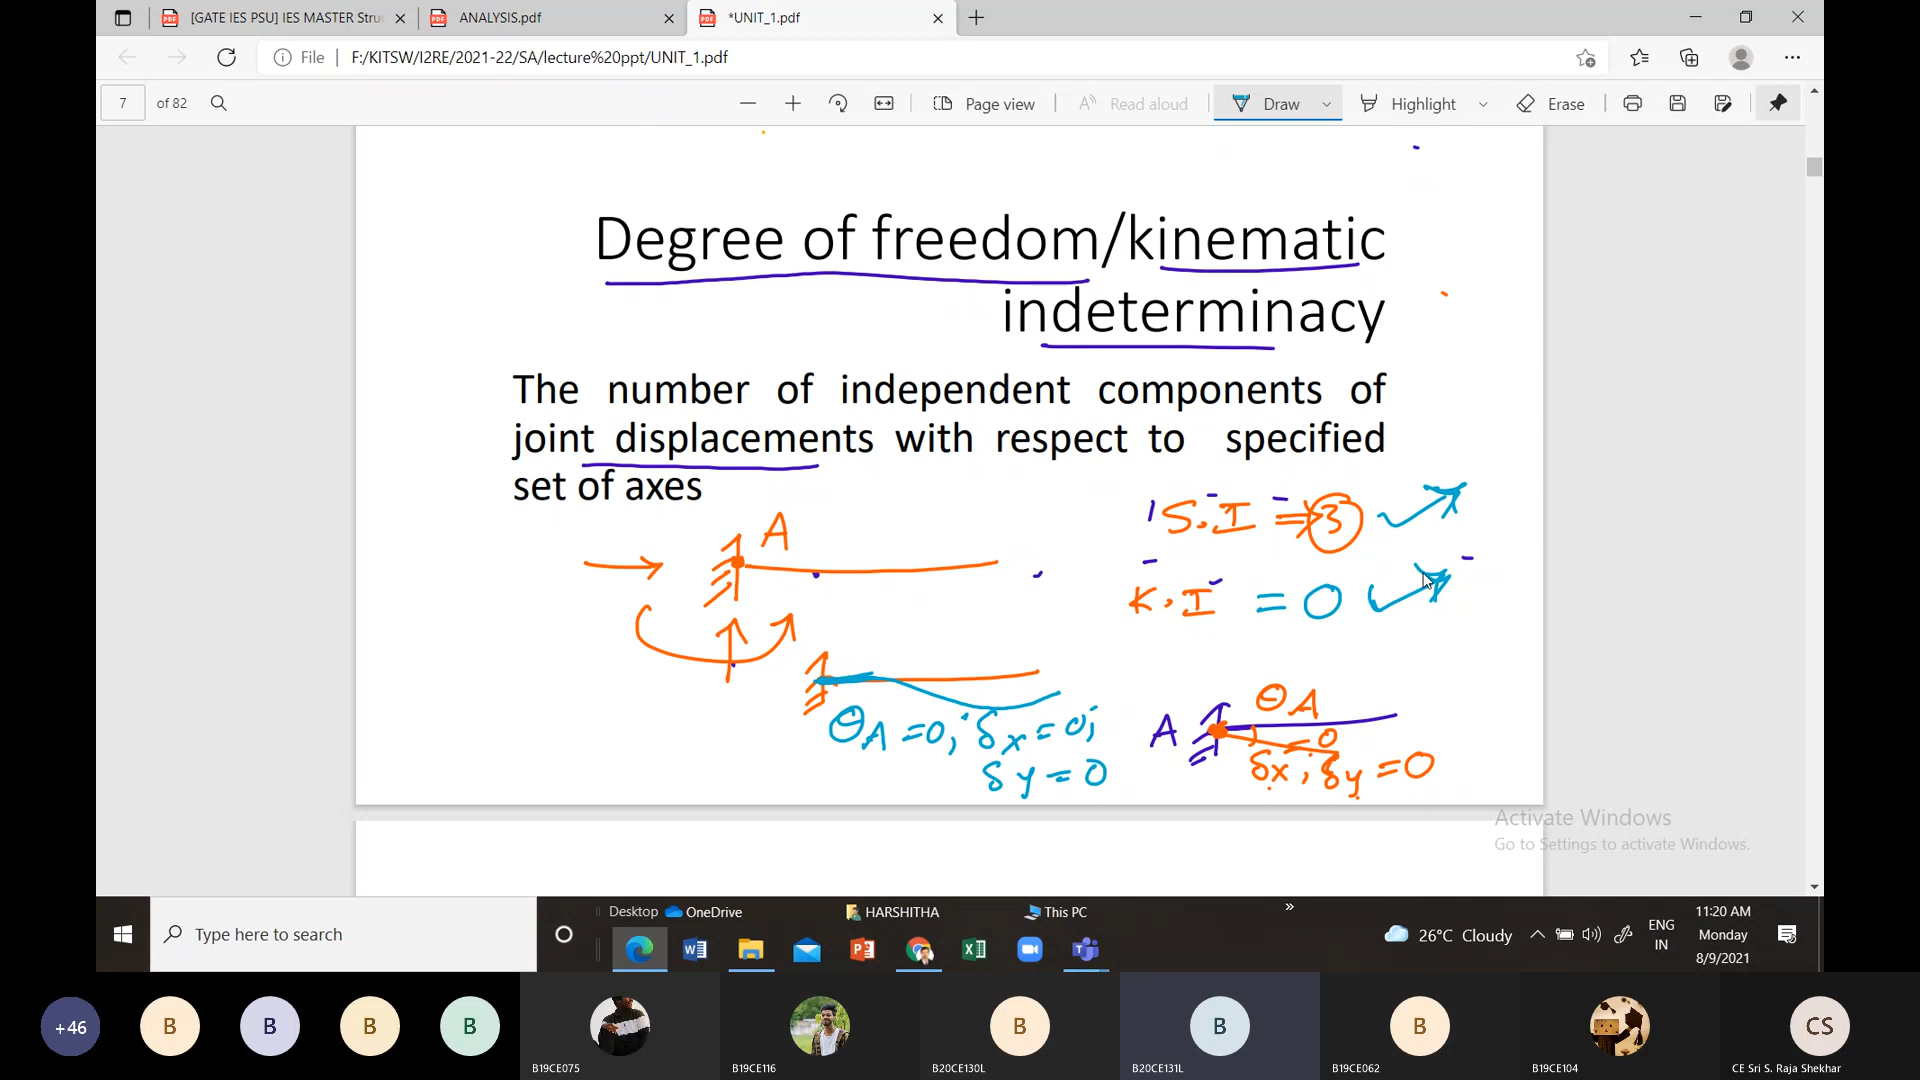 [GATE IES PSU] IES MASTER Stru
ANALYSIS.pdf
*UNIT_1.pdf
File
F:/KITSW/I2RE/2021-22/SA/lecture%20ppt/UNIT_1.pdf
7 of 82
Page view
Read aloud
Draw
Highlight
Erase
Degree of freedom/kinematic
indeterminacy
The number of independent components of
joint displacements with respect to specified
set of axes
A
S.I ⇒ 3
K.I = 0
θA = 0; δx = 0;
δy = 0
A
θA
= 0
δx, δy = 0
Activate Windows
Go to Settings to activate Windows.
Type here to search
Desktop
OneDrive
HARSHITHA
This PC
»
26°C Cloudy
ENG
IN
11:20 AM
Monday
8/9/2021
+46
B
B
B
B
B
B
B
CS
B19CE075
B19CE116
B20CE130L
B20CE131L
B19CE062
B19CE104
CE Sri S. Raja Shekhar